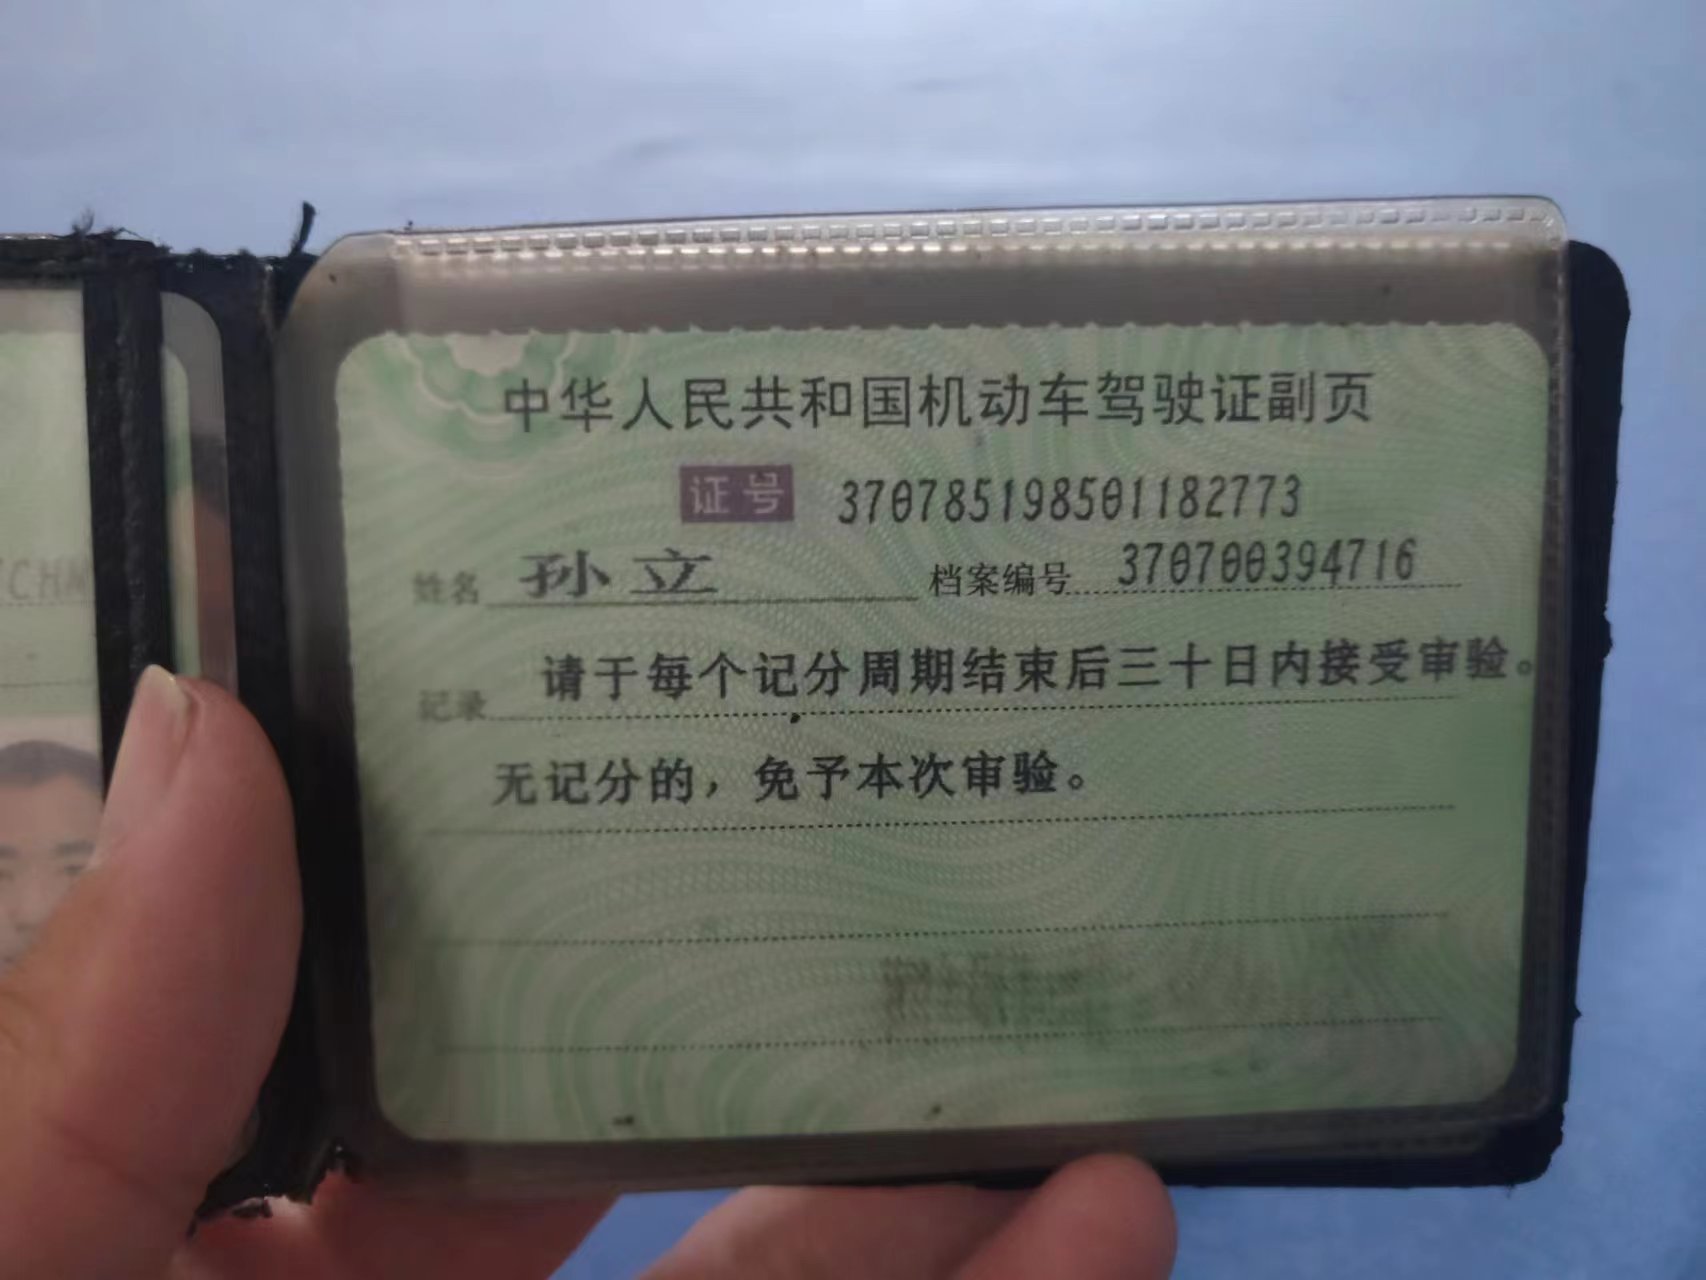 中华人民共和国机动车驾驶证副页
证号 370785198501182773
姓名 孙立 档案编号 370700394716
记录 请于每个记分周期结束后三十日内接受审验。
无记分的，免予本次审验。